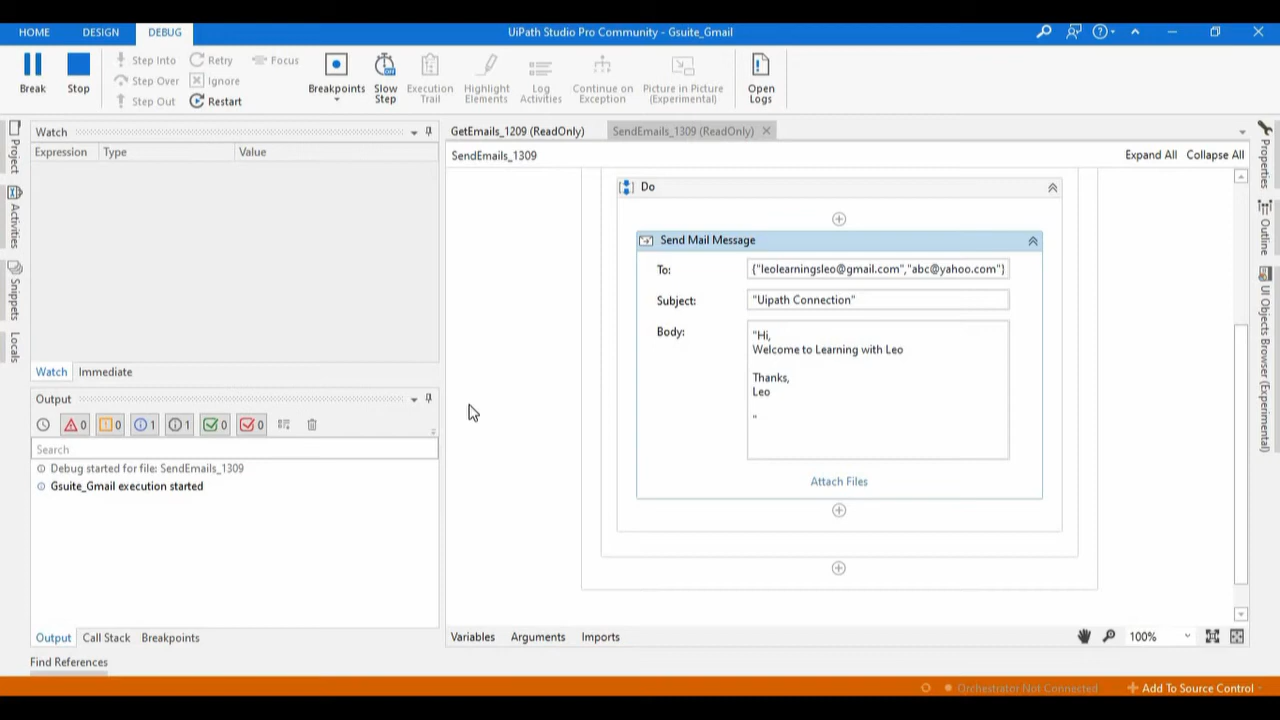 HOME DESIGN DEBUG UiPath Studio Pro Community - Gsuite_Gmail
Break
Stop
Step Into
Step Over
Step Out
Retry
Ignore
Restart
Focus
Breakpoints
Slow Step
Execution Trail
Highlight Elements
Log Activities
Continue on Exception
Picture in Picture (Experimental)
Open Logs
Project
Activities
Snippets
Locals
Watch
Expression Type Value
Watch Immediate
Output
0 0 1 1 0 0
Search
Debug started for file: SendEmails_1309
Gsuite_Gmail execution started
Output Call Stack Breakpoints
Find References
GetEmails_1209 (ReadOnly) SendEmails_1309 (ReadOnly)
SendEmails_1309 Expand All Collapse All
Do
Send Mail Message
To: {"leolearningsleo@gmail.com","abc@yahoo.com"}
Subject: "Uipath Connection"
Body: "Hi,
Welcome to Learning with Leo
Thanks,
Leo
"
Attach Files
Variables Arguments Imports 100%
Properties
Outline
UI Objects Browser (Experimental)
Orchestrator Not Connected Add To Source Control